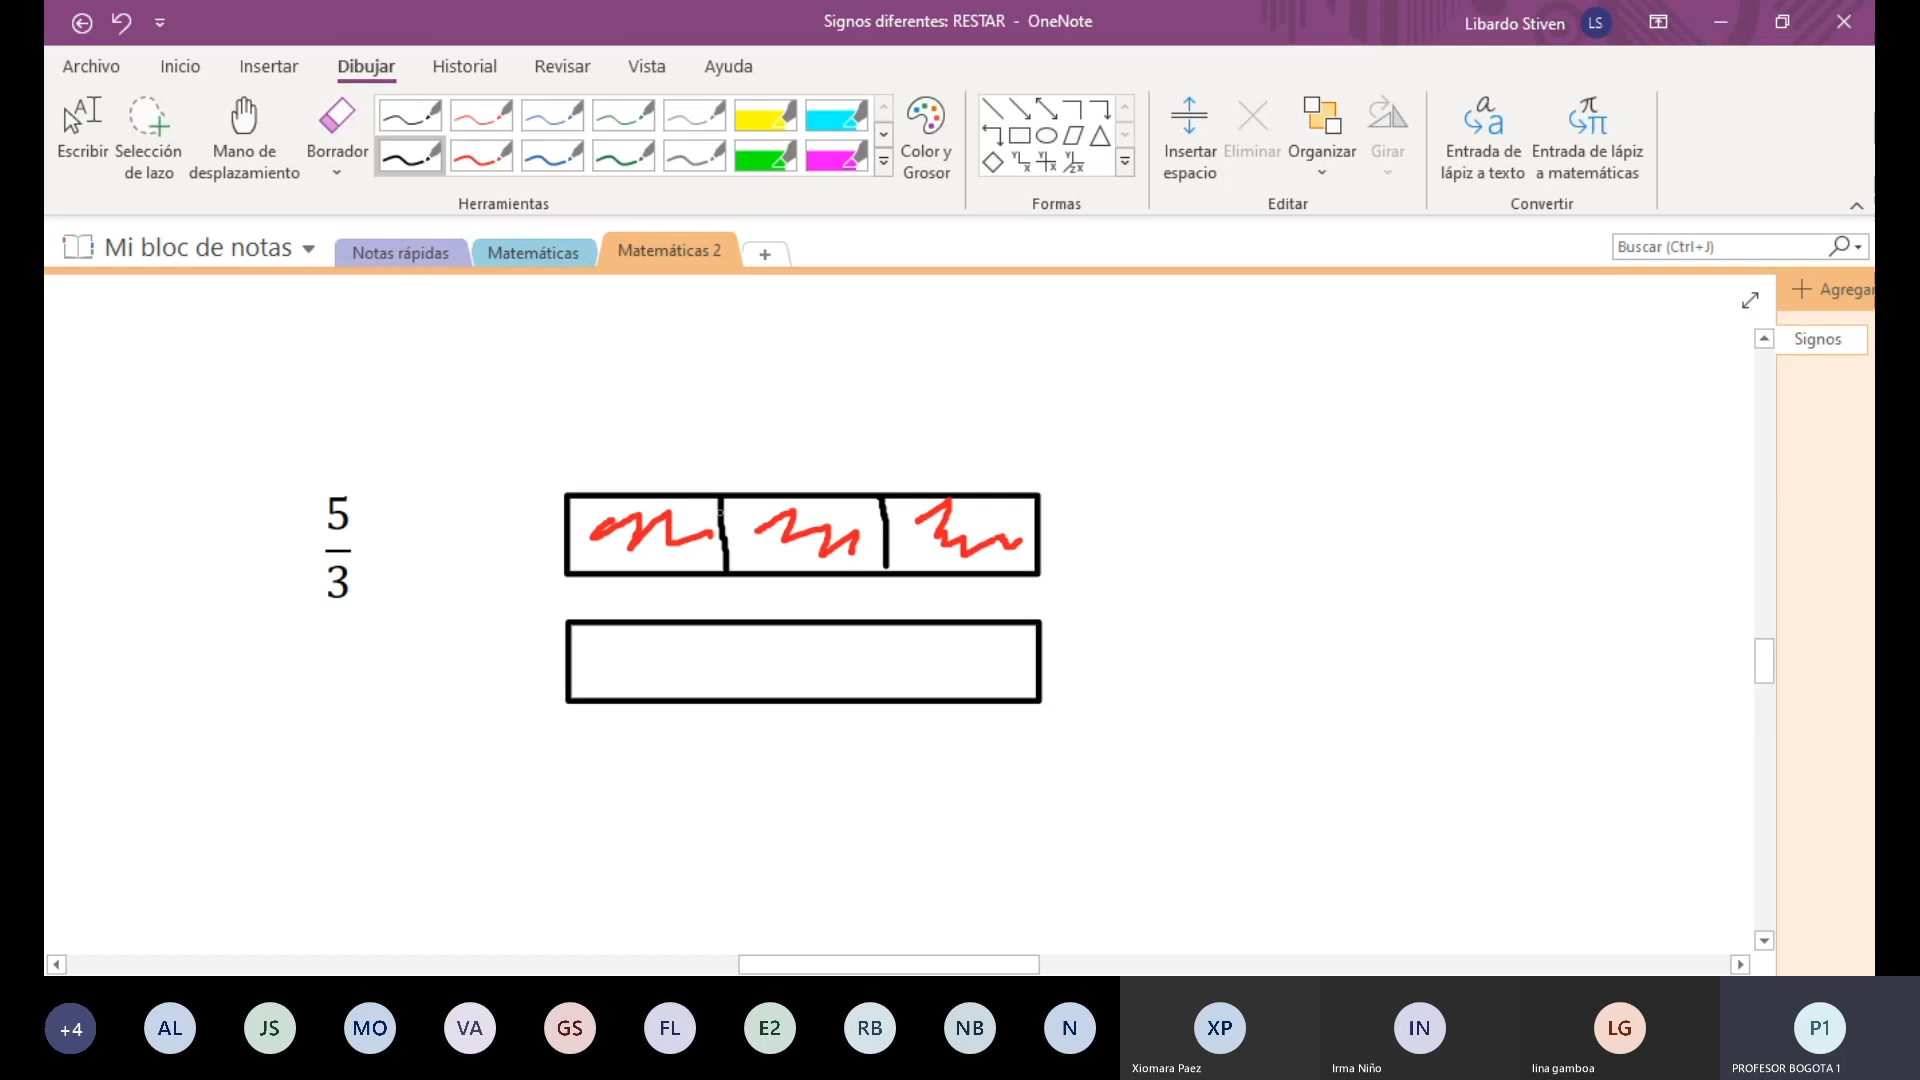 Signos diferentes: RESTAR - OneNote
Libardo Stiven LS
Archivo Inicio Insertar Dibujar Historial Revisar Vista Ayuda
Escribir
Selección de lazo
Mano de desplazamiento
Borrador
Color y Grosor
Insertar espacio
Eliminar
Organizar
Girar
Entrada de lápiz a texto
Entrada de lápiz a matemáticas
Herramientas Formas Editar Convertir
Mi bloc de notas Notas rápidas Matemáticas Matemáticas 2 Buscar (Ctrl+J)
Agregar
Signos
5
3
+4 AL JS MO VA GS FL E2 RB NB N XP IN LG P1
Xiomara Paez Irma Niño lina gamboa PROFESOR BOGOTA 1